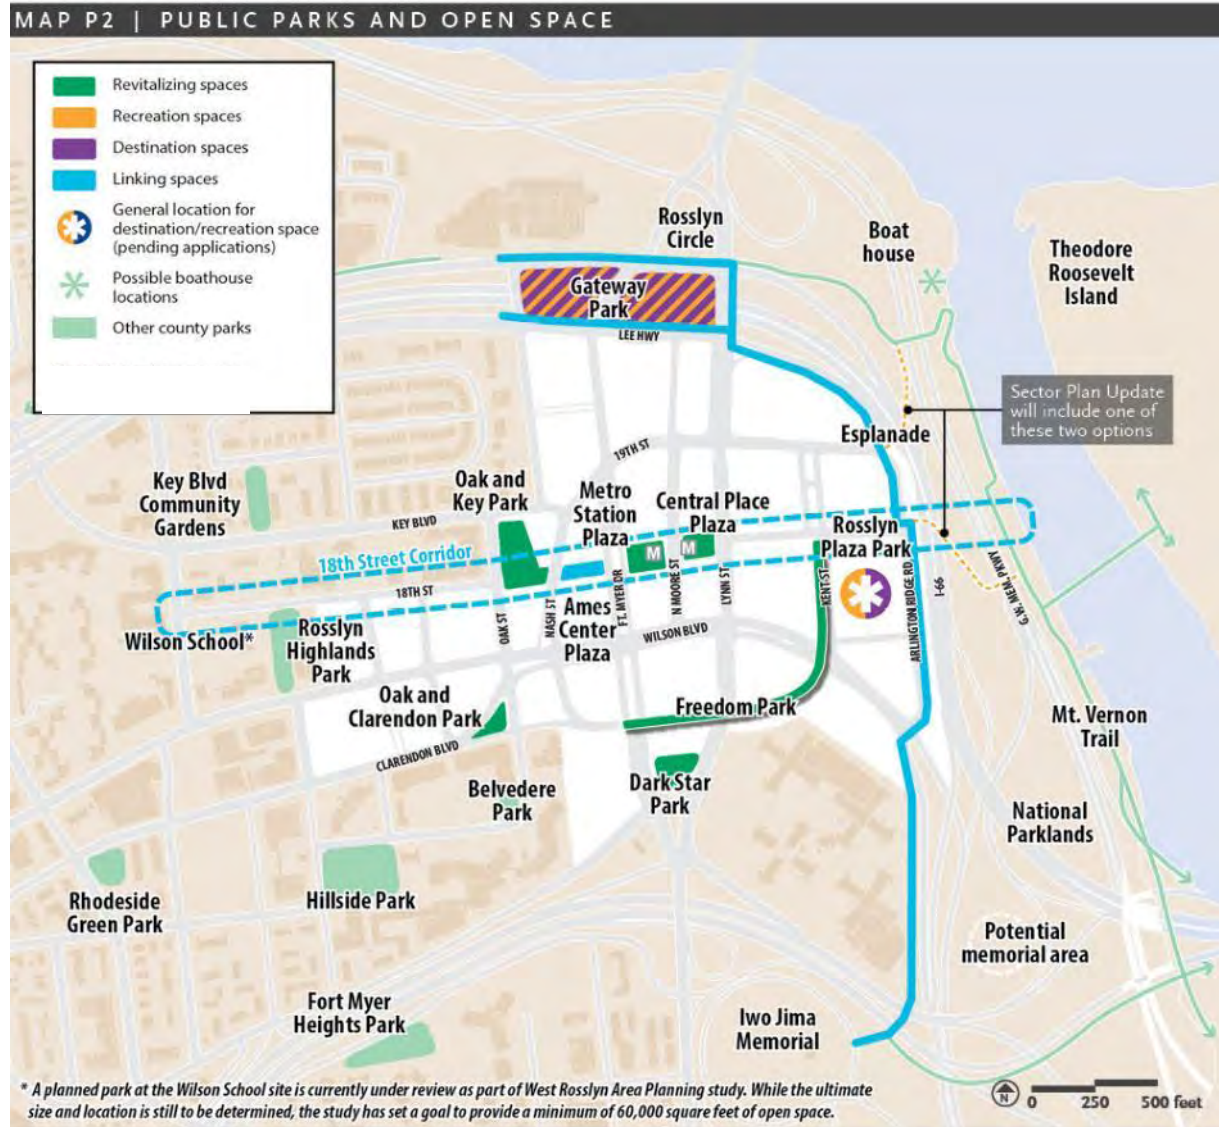 MAP P2 | PUBLIC PARKS AND OPEN SPACE
Revitalizing spaces
Recreation spaces
Destination spaces
Linking spaces
General location for
destination/recreation space
(pending applications)
Possible boathouse
locations
Other county parks
Rosslyn
Circle
Boat
house
Theodore
Roosevelt
Island
Gateway
Park
LEE HWY
Sector Plan Update
will include one of
these two options
Esplanade
19TH ST
Key Blvd
Community
Gardens
Oak and
Key Park
Metro
Station
Plaza
Central Place
Plaza
Rosslyn
Plaza Park
KEY BLVD
M
M
18th Street Corridor
18TH ST
OAK ST
NASH ST
FT. MYER DR
N MOORE ST
LYNN ST
KENT ST
ARLINGTON RIDGE RD
I-66
G.W. MEM. PKWY
Wilson School*
Rosslyn
Highlands
Park
Ames
Center
Plaza
WILSON BLVD
Oak and
Clarendon Park
Freedom Park
CLARENDON BLVD
Mt. Vernon
Trail
Belvedere
Park
Dark Star
Park
National
Parklands
Rhodeside
Green Park
Hillside Park
Potential
memorial area
Fort Myer
Heights Park
Iwo Jima
Memorial
* A planned park at the Wilson School site is currently under review as part of West Rosslyn Area Planning study. While the ultimate
size and location is still to be determined, the study has set a goal to provide a minimum of 60,000 square feet of open space.
N
0 250 500 feet